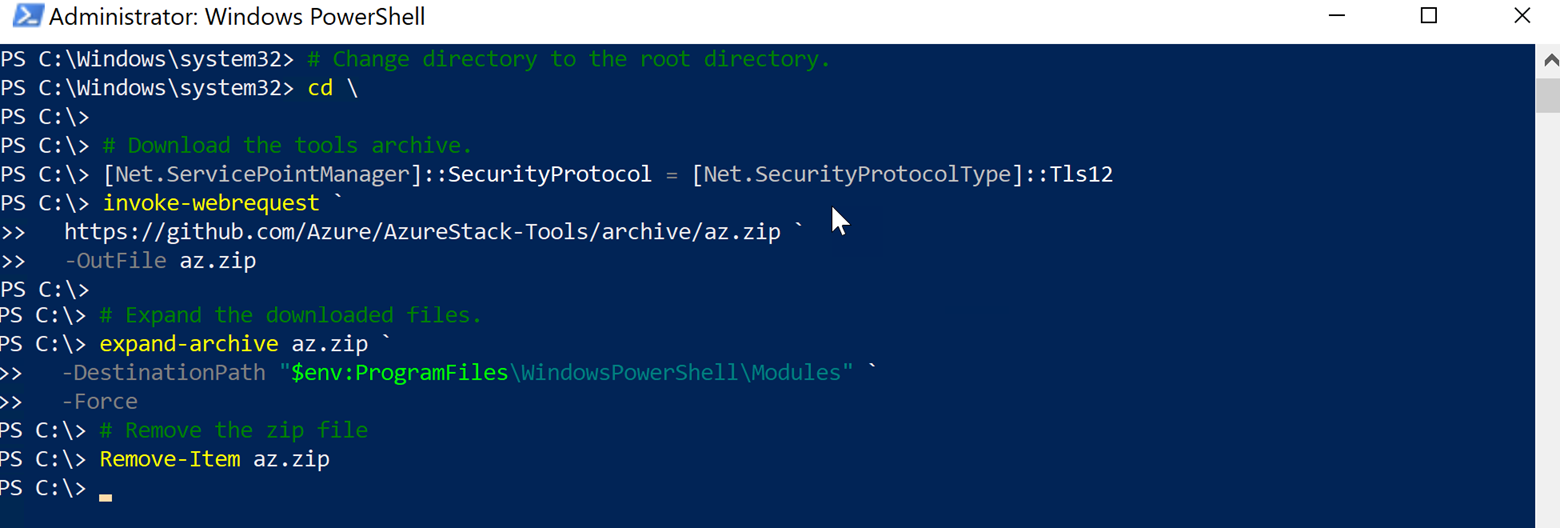 Administrator: Windows PowerShell
PS C:\Windows\system32> # Change directory to the root directory.
PS C:\Windows\system32> cd \
PS C:\>
PS C:\> # Download the tools archive.
PS C:\> [Net.ServicePointManager]::SecurityProtocol = [Net.SecurityProtocolType]::Tls12
PS C:\> invoke-webrequest `
>>   https://github.com/Azure/AzureStack-Tools/archive/az.zip `
>>   -OutFile az.zip
PS C:\>
PS C:\> # Expand the downloaded files.
PS C:\> expand-archive az.zip `
>>   -DestinationPath "$env:ProgramFiles\WindowsPowerShell\Modules" `
>>   -Force
PS C:\> # Remove the zip file
PS C:\> Remove-Item az.zip
PS C:\>